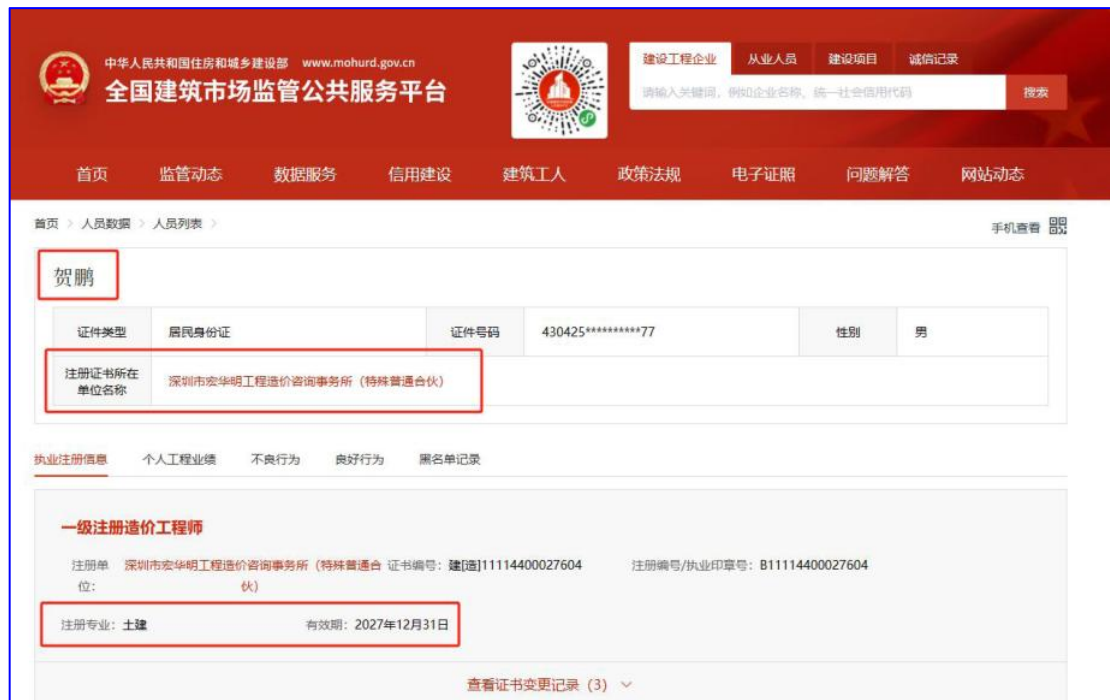 中华人民共和国住房和城乡建设部 www.mohurd.gov.cn
全国建筑市场监管公共服务平台
建设工程企业 从业人员 建设项目 诚信记录
请输入关键词，例如企业名称、统一社会信用代码 搜索
首页 监管动态 数据服务 信用建设 建筑工人 政策法规 电子证照 问题解答 网站动态
首页 > 人员数据 > 人员列表 >
手机查看
贺鹏
证件类型 居民身份证 证件号码 430425**********77 性别 男
注册证书所在
单位名称
深圳市宏华明工程造价咨询事务所（特殊普通合伙）
执业注册信息 个人工程业绩 不良行为 良好行为 黑名单记录
一级注册造价工程师
注册单 深圳市宏华明工程造价咨询事务所（特殊普通合 证书编号：建[造]11114400027604 注册编号/执业印章号：B11114400027604
位： 伙）
注册专业：土建 有效期：2027年12月31日
查看证书变更记录（3）